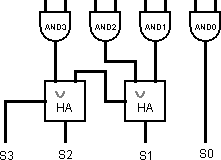 AND3 AND2 AND1 AND0
HA HA
S3 S2 S1 S0